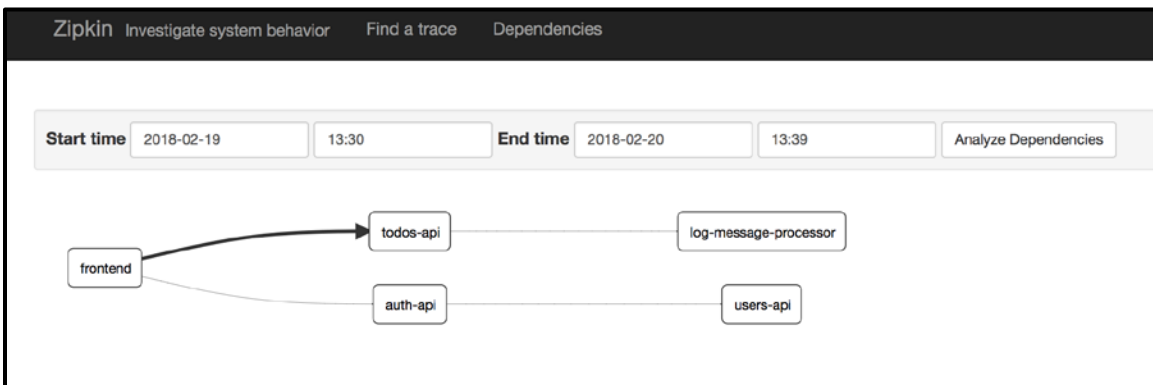 Zipkin Investigate system behavior Find a trace Dependencies
Start time 2018-02-19 13:30 End time 2018-02-20 13:39 Analyze Dependencies
todos-api log-message-processor
frontend
auth-api users-api